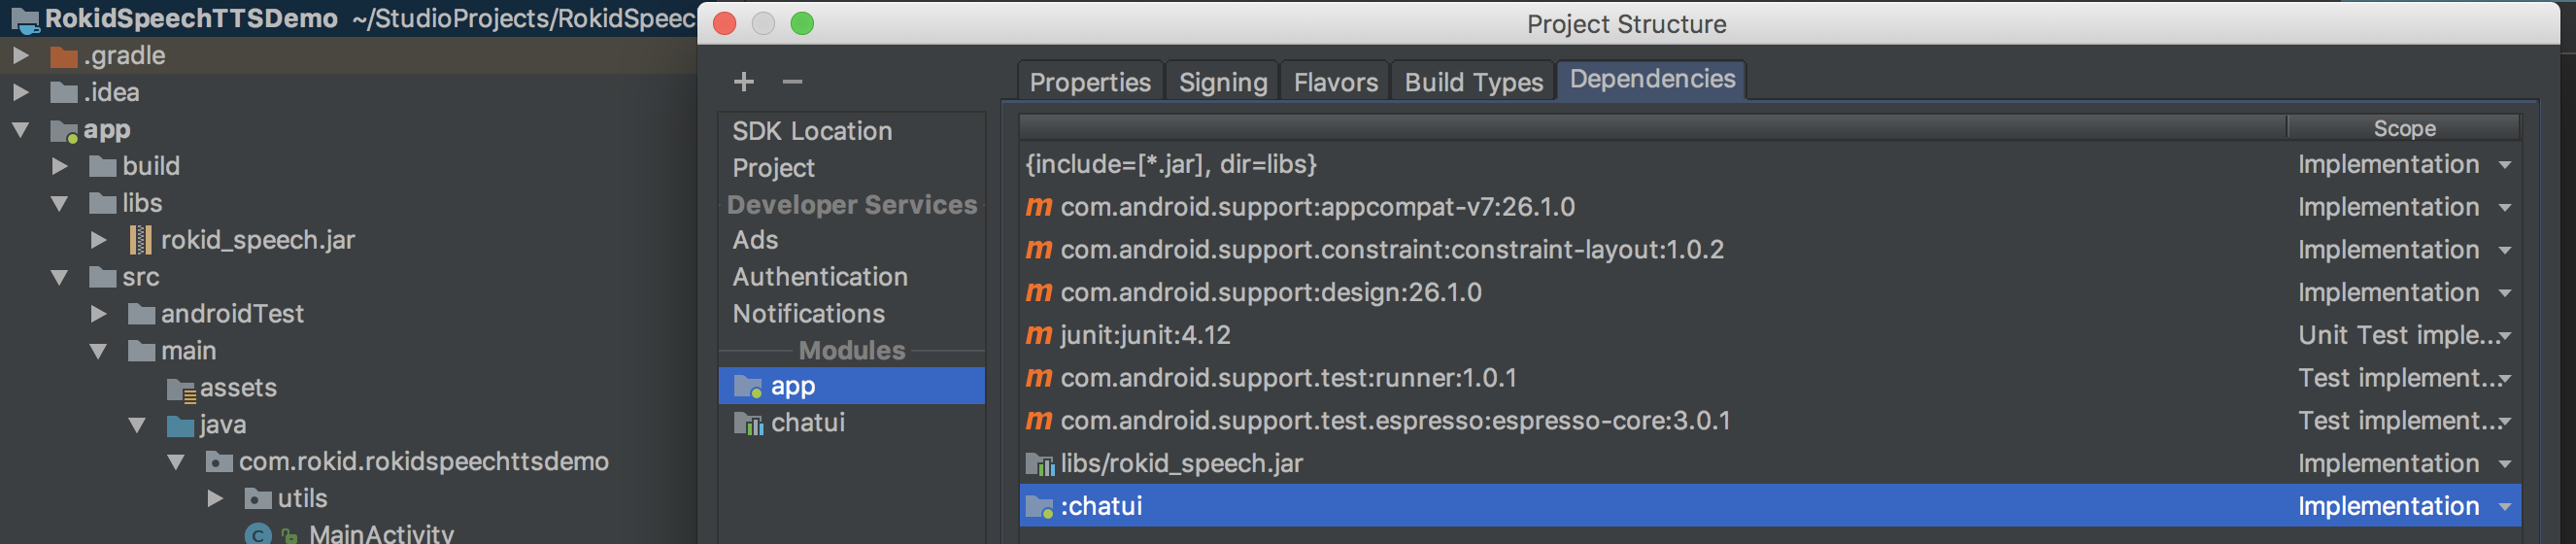 RokidSpeechTTSDemo ~/StudioProjects/RokidSpeec
.gradle
.idea
app
build
libs
rokid_speech.jar
src
androidTest
main
assets
java
com.rokid.rokidspeechttsdemo
utils
MainActivity
Project Structure
SDK Location
Project
Developer Services
Ads
Authentication
Notifications
Modules
app
chatui
Properties Signing Flavors Build Types Dependencies
Scope
{include=[*.jar], dir=libs} Implementation
m com.android.support:appcompat-v7:26.1.0 Implementation
m com.android.support.constraint:constraint-layout:1.0.2 Implementation
m com.android.support:design:26.1.0 Implementation
m junit:junit:4.12 Unit Test imple...
m com.android.support.test:runner:1.0.1 Test implement...
m com.android.support.test.espresso:espresso-core:3.0.1 Test implement...
libs/rokid_speech.jar Implementation
:chatui Implementation